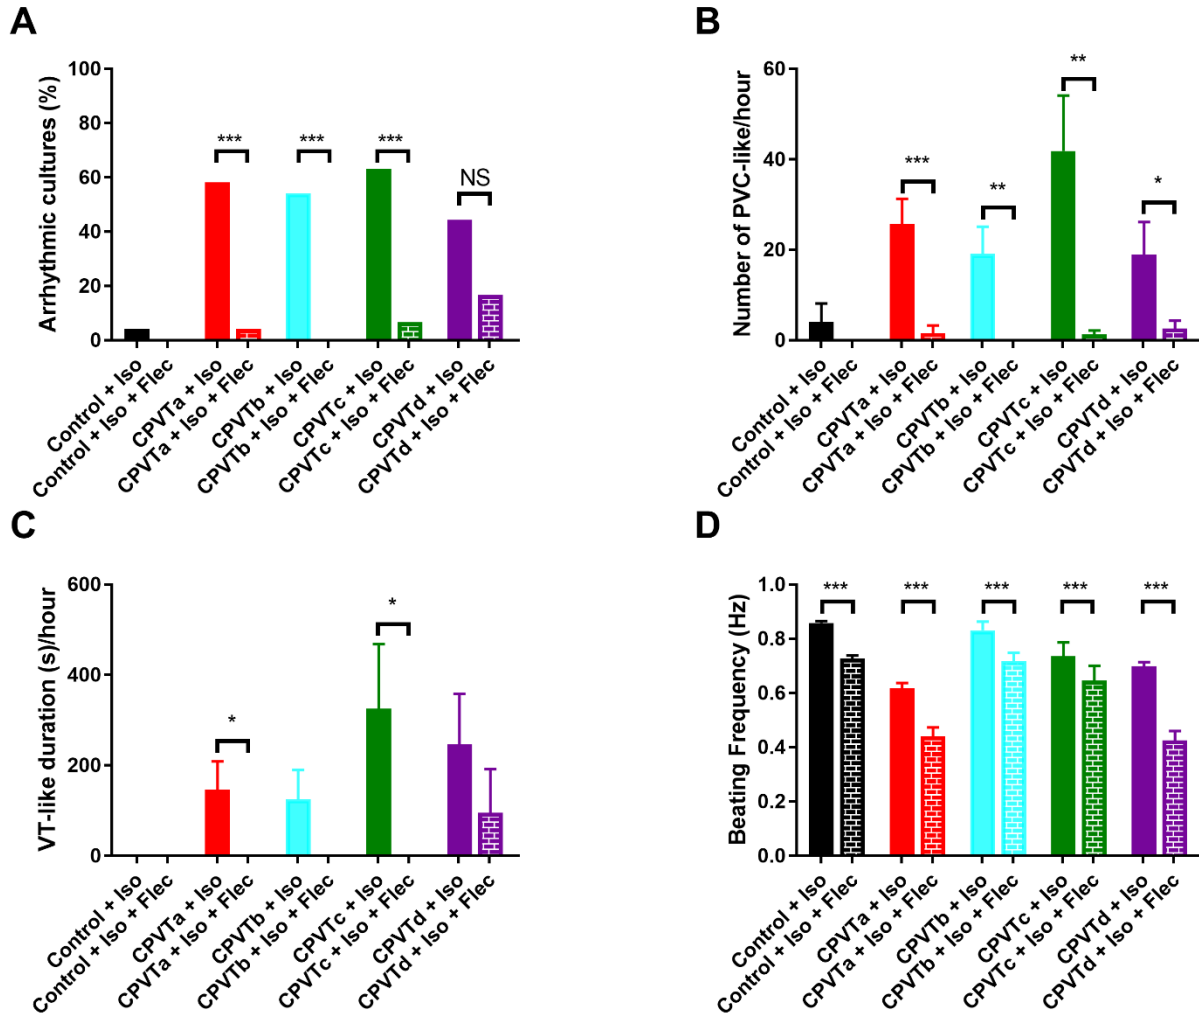 A
Arrhythmic cultures (%)
100
80
60
40
20
0
***
***
***
NS
Control + Iso
Control + Iso + Flec
CPVTa + Iso
CPVTa + Iso + Flec
CPVTb + Iso
CPVTb + Iso + Flec
CPVTc + Iso
CPVTc + Iso + Flec
CPVTd + Iso
CPVTd + Iso + Flec
B
Number of PVC-like/hour
60
40
20
0
***
**
**
*
Control + Iso
Control + Iso + Flec
CPVTa + Iso
CPVTa + Iso + Flec
CPVTb + Iso
CPVTb + Iso + Flec
CPVTc + Iso
CPVTc + Iso + Flec
CPVTd + Iso
CPVTd + Iso + Flec
C
VT-like duration (s)/hour
600
400
200
0
*
*
Control + Iso
Control + Iso + Flec
CPVTa + Iso
CPVTa + Iso + Flec
CPVTb + Iso
CPVTb + Iso + Flec
CPVTc + Iso
CPVTc + Iso + Flec
CPVTd + Iso
CPVTd + Iso + Flec
D
Beating Frequency (Hz)
1.0
0.8
0.6
0.4
0.2
0.0
***
***
***
***
***
Control + Iso
Control + Iso + Flec
CPVTa + Iso
CPVTa + Iso + Flec
CPVTb + Iso
CPVTb + Iso + Flec
CPVTc + Iso
CPVTc + Iso + Flec
CPVTd + Iso
CPVTd + Iso + Flec